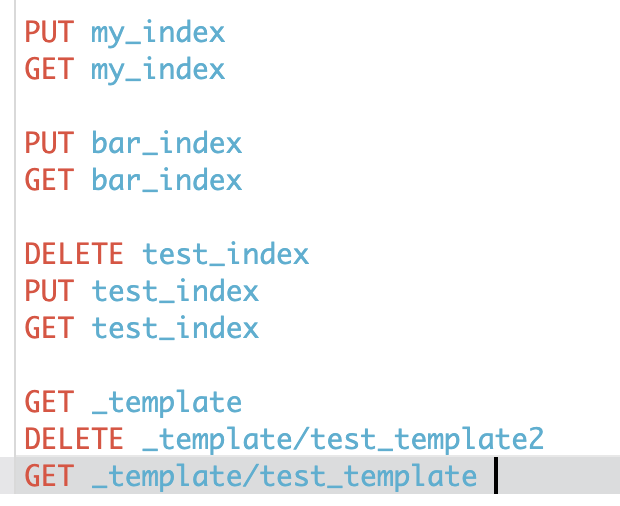 PUT my_index
GET my_index
PUT bar_index
GET bar_index
DELETE test_index
PUT test_index
GET test_index
GET _template
DELETE _template/test_template2
GET _template/test_template